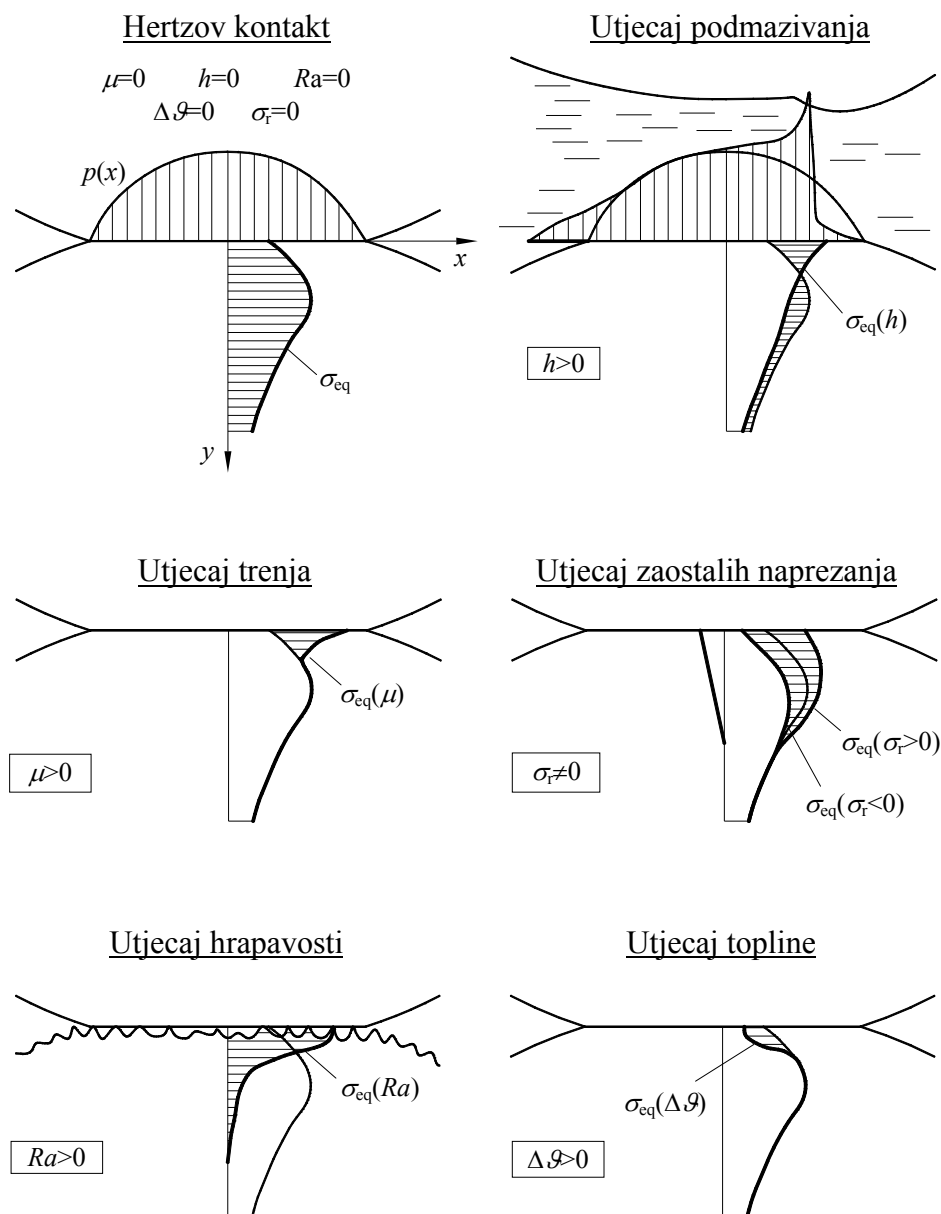 Hertzov kontakt
μ=0 h=0 Ra=0
Δϑ=0 σr=0
p(x)
x
σeq
y
Utjecaj podmazivanja
σeq(h)
h>0
Utjecaj trenja
σeq(μ)
μ>0
Utjecaj zaostalih naprezanja
σeq(σr>0)
σr≠0
σeq(σr<0)
Utjecaj hrapavosti
σeq(Ra)
Ra>0
Utjecaj topline
σeq(Δϑ)
Δϑ>0